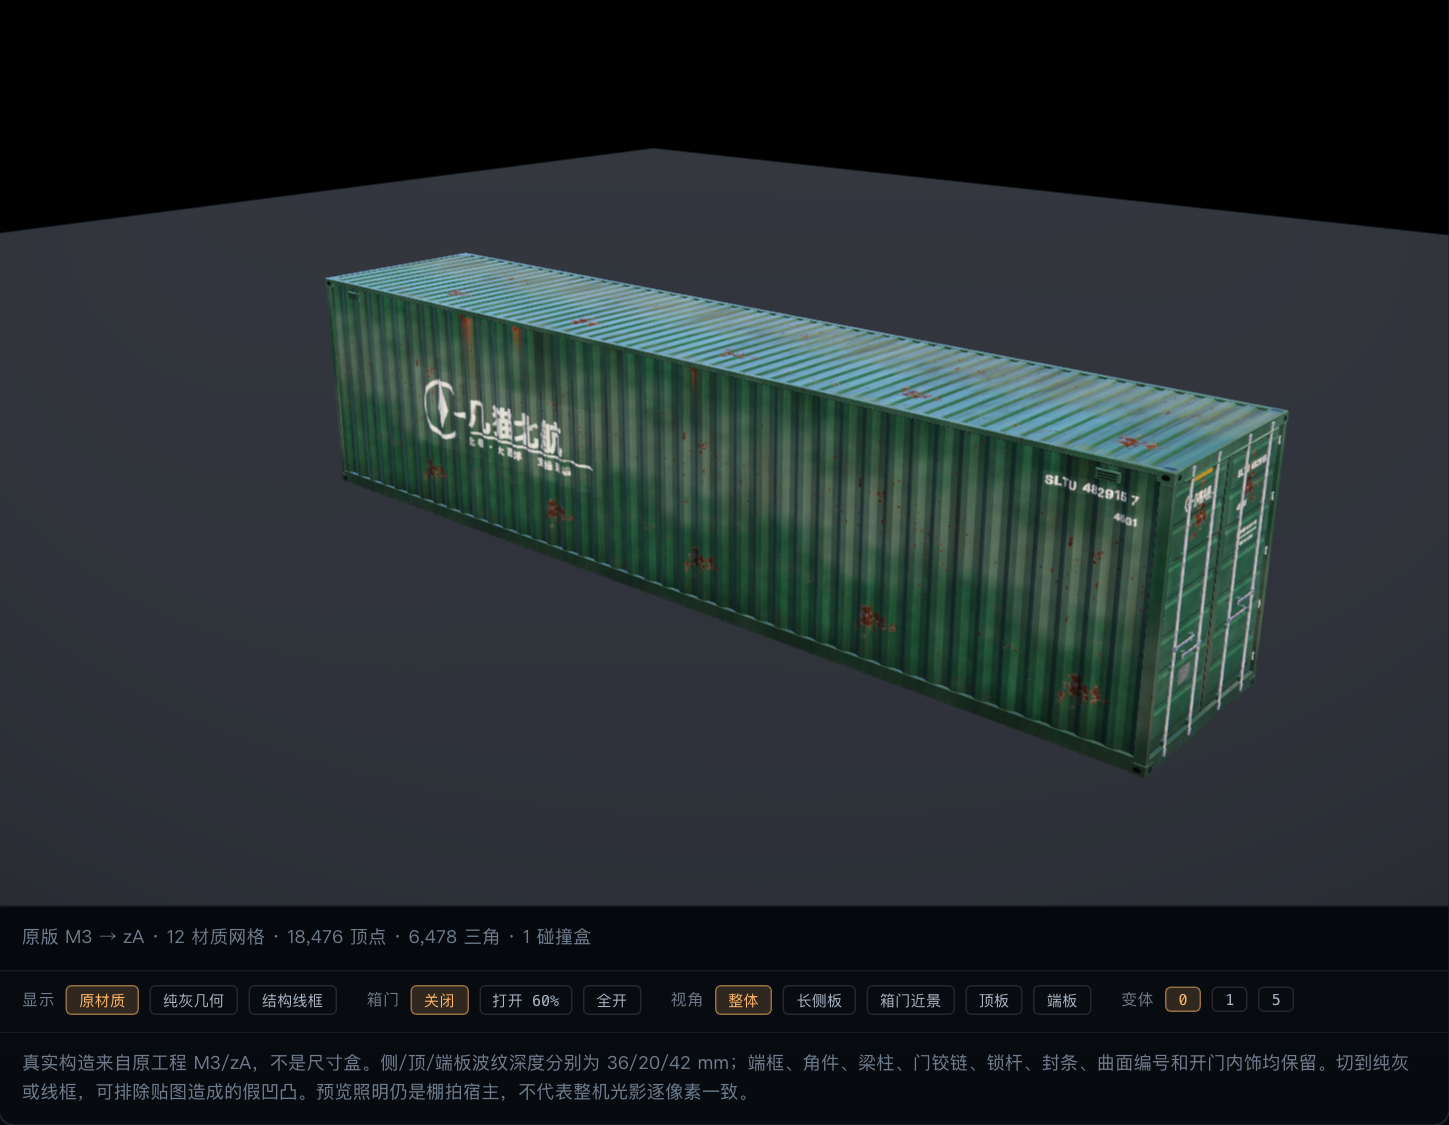 一几港北航
SLTU 482915 7
4501
原版 M3 → zA · 12 材质网格 · 18,476 顶点 · 6,478 三角 · 1 碰撞盒
显示 原材质 纯灰几何 结构线框 箱门 关闭 打开 60% 全开 视角 整体 长侧板 箱门近景 顶板 端板 变体 0 1 5
真实构造来自原工程 M3/zA，不是尺寸盒。侧/顶/端板波纹深度分别为 36/20/42 mm；端框、角件、梁柱、门铰链、锁杆、封条、曲面编号和开门内饰均保留。切到纯灰
或线框，可排除贴图造成的假凹凸。预览照明仍是棚拍宿主，不代表整机光影逐像素一致。